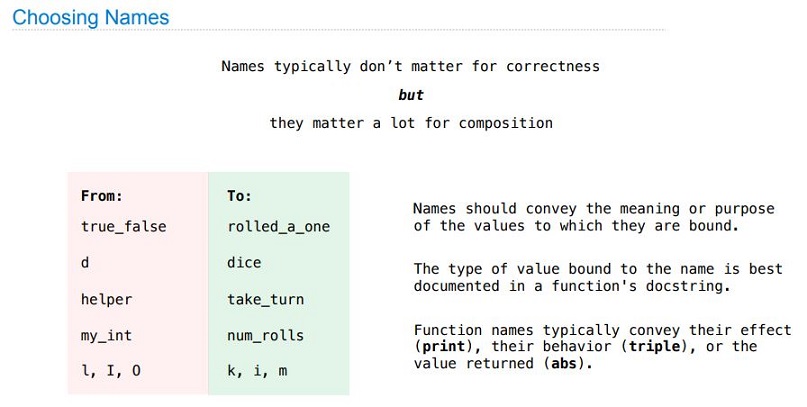 Choosing Names
Names typically don’t matter for correctness
but
they matter a lot for composition
From:
To:
true_false
rolled_a_one
d
dice
helper
take_turn
my_int
num_rolls
l, I, O
k, i, m
Names should convey the meaning or purpose
of the values to which they are bound.
The type of value bound to the name is best
documented in a function's docstring.
Function names typically convey their effect
(print), their behavior (triple), or the
value returned (abs).